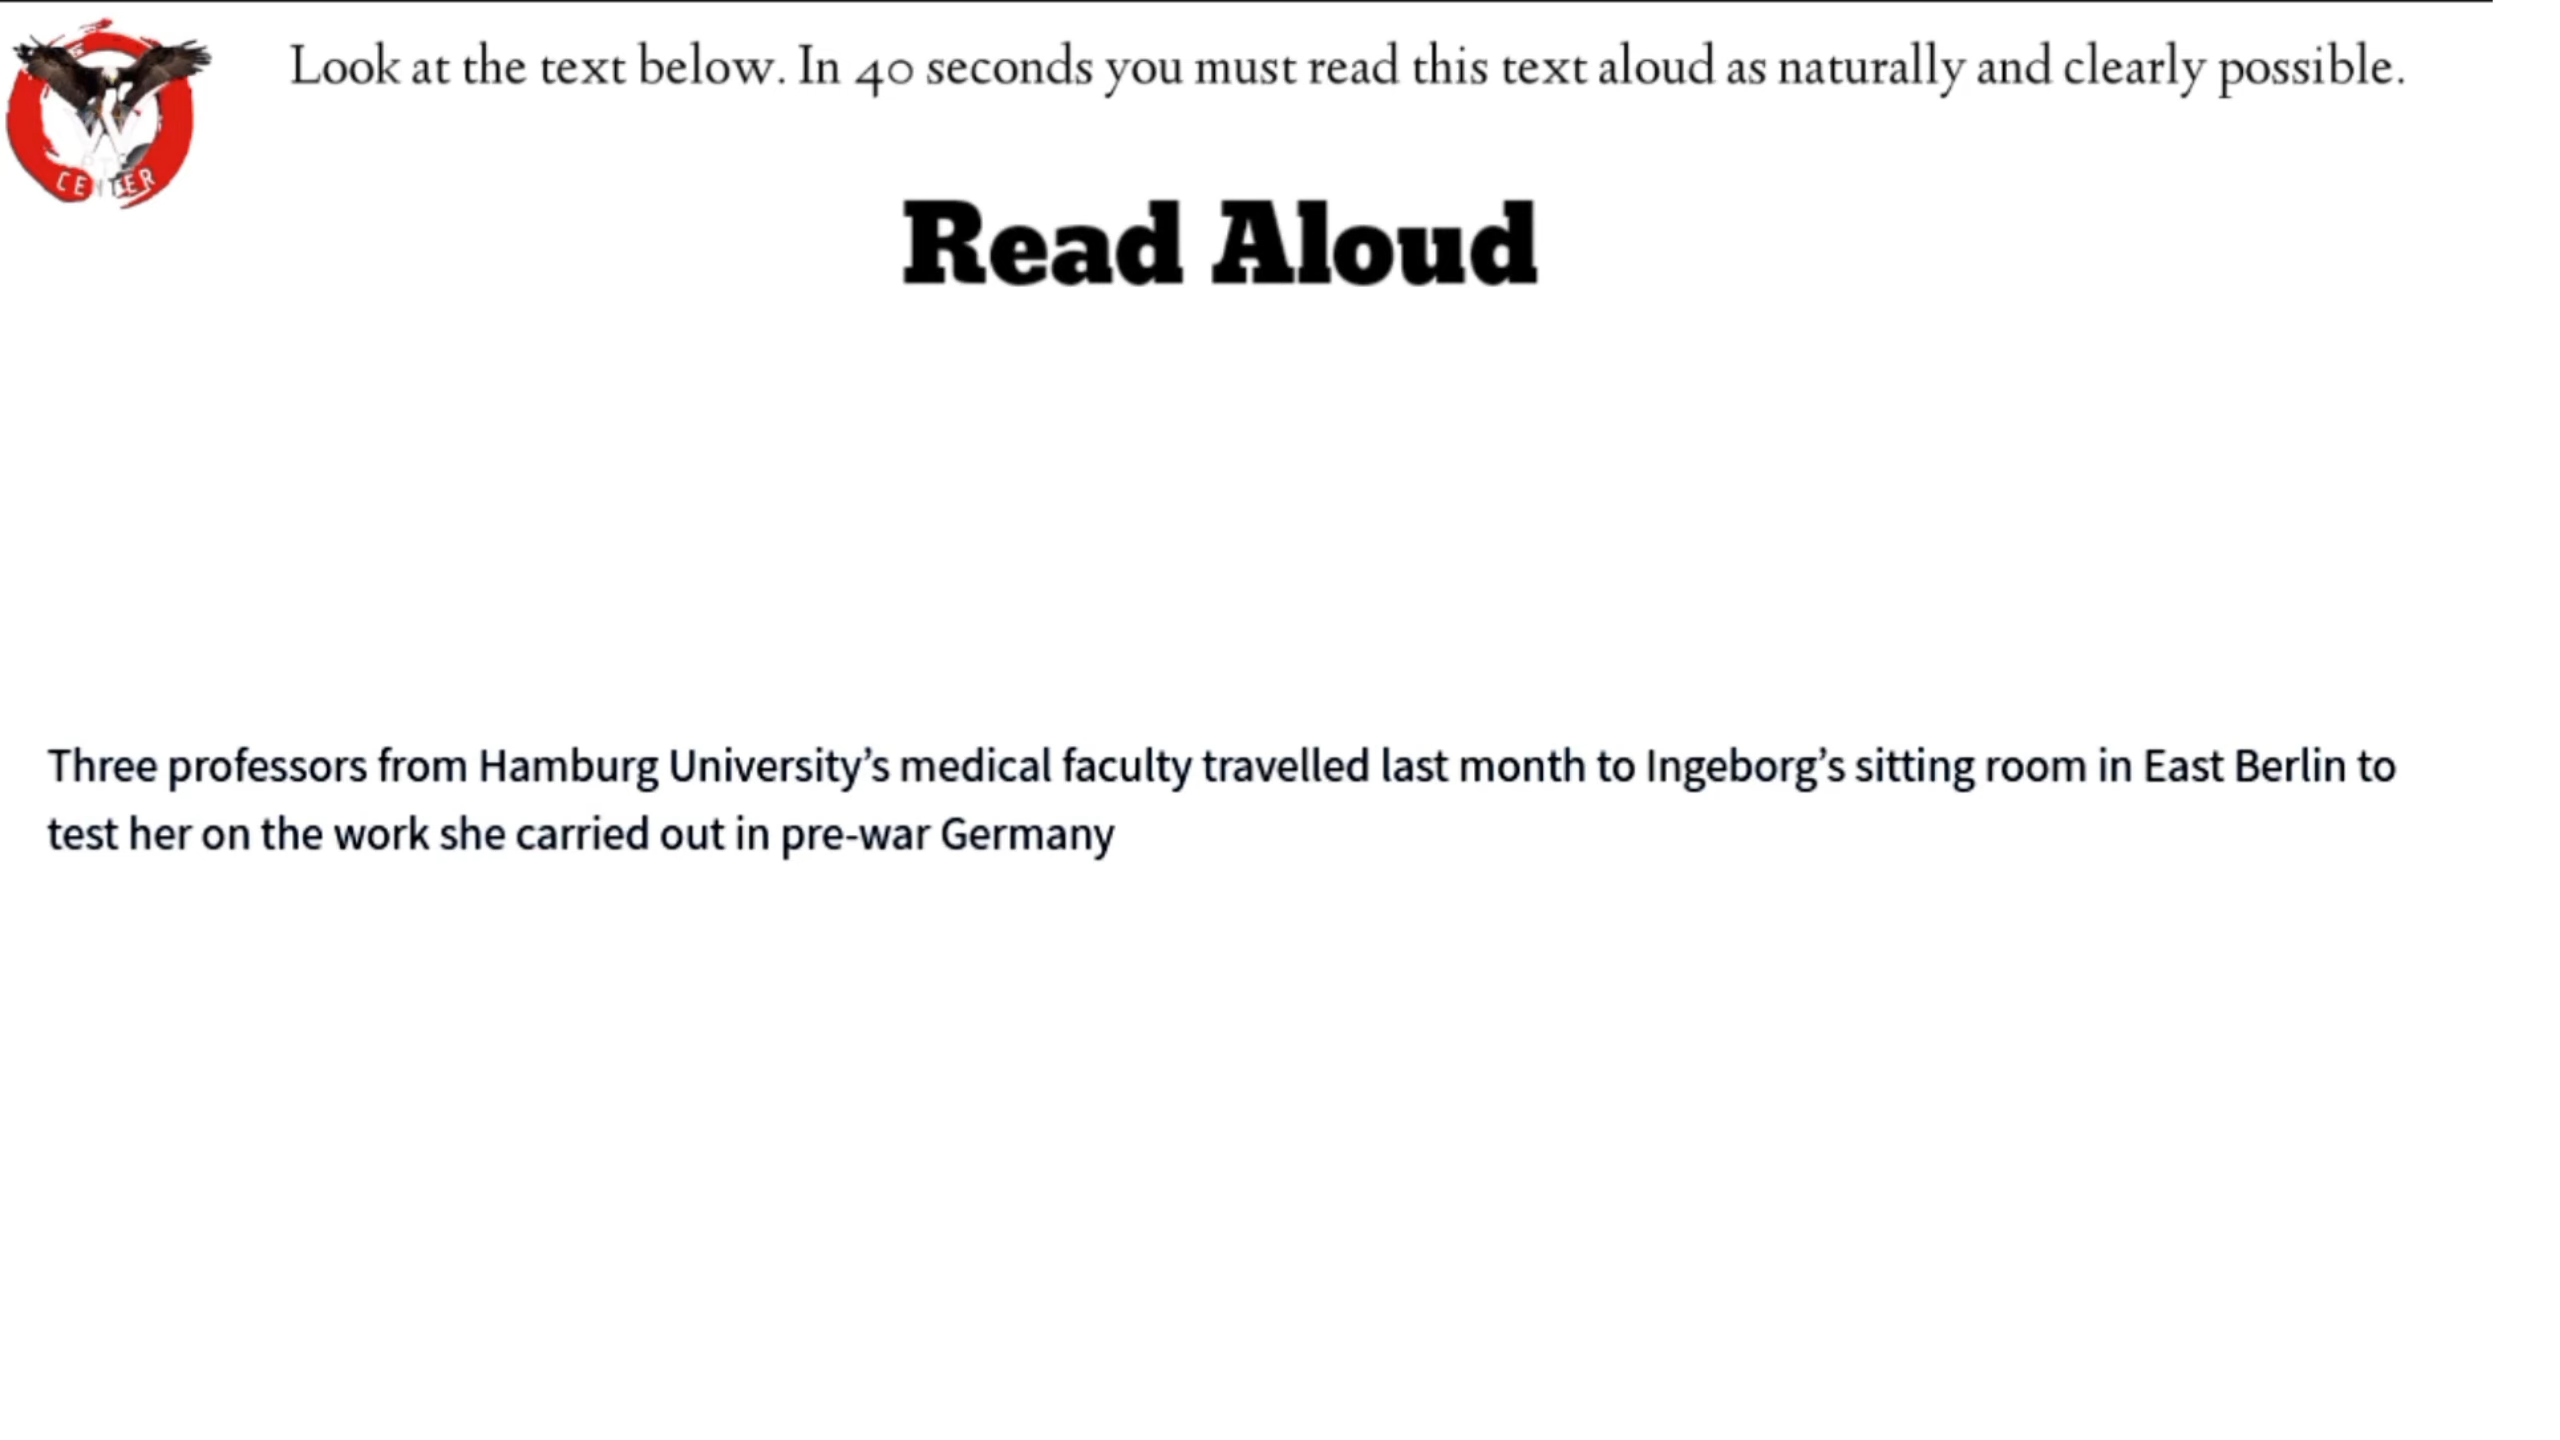 Look at the text below. In 40 seconds you must read this text aloud as naturally and clearly possible.
CENTER
Read Aloud
Three professors from Hamburg University’s medical faculty travelled last month to Ingeborg’s sitting room in East Berlin to
test her on the work she carried out in pre-war Germany